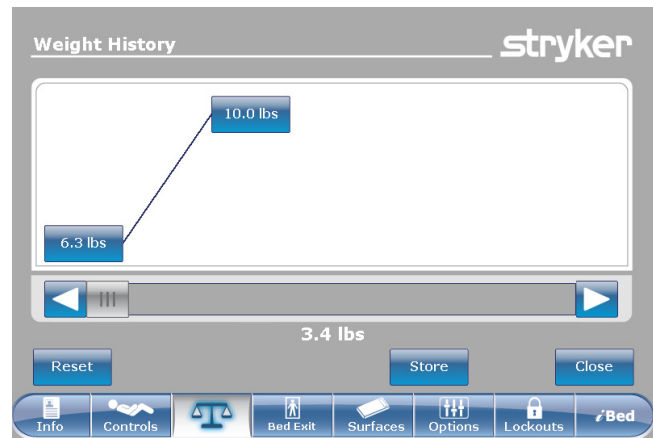 Weight History
stryker
10.0 lbs
6.3 lbs
3.4 lbs
Reset
Store
Close
Info
Controls
Bed Exit
Surfaces
Options
Lockouts
iBed